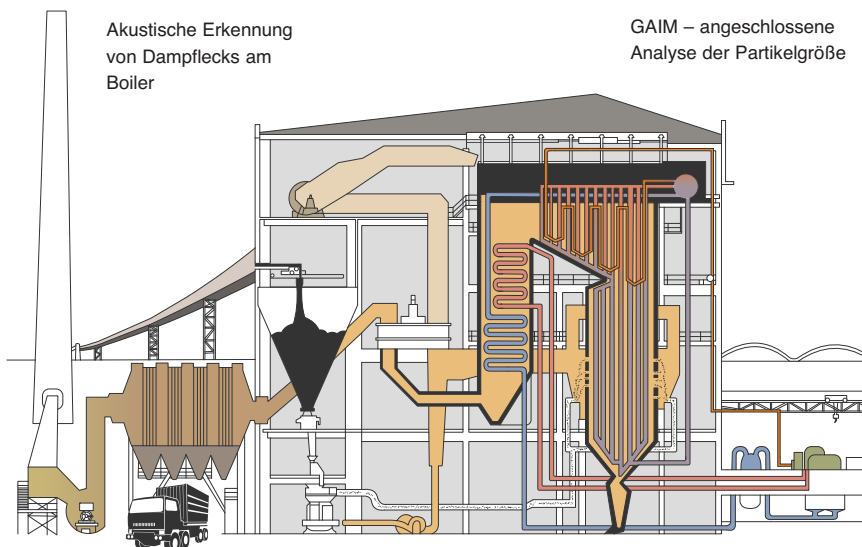 Akustische Erkennung
von Dampflecks am
Boiler
GAIM – angeschlossene
Analyse der Partikelgröße